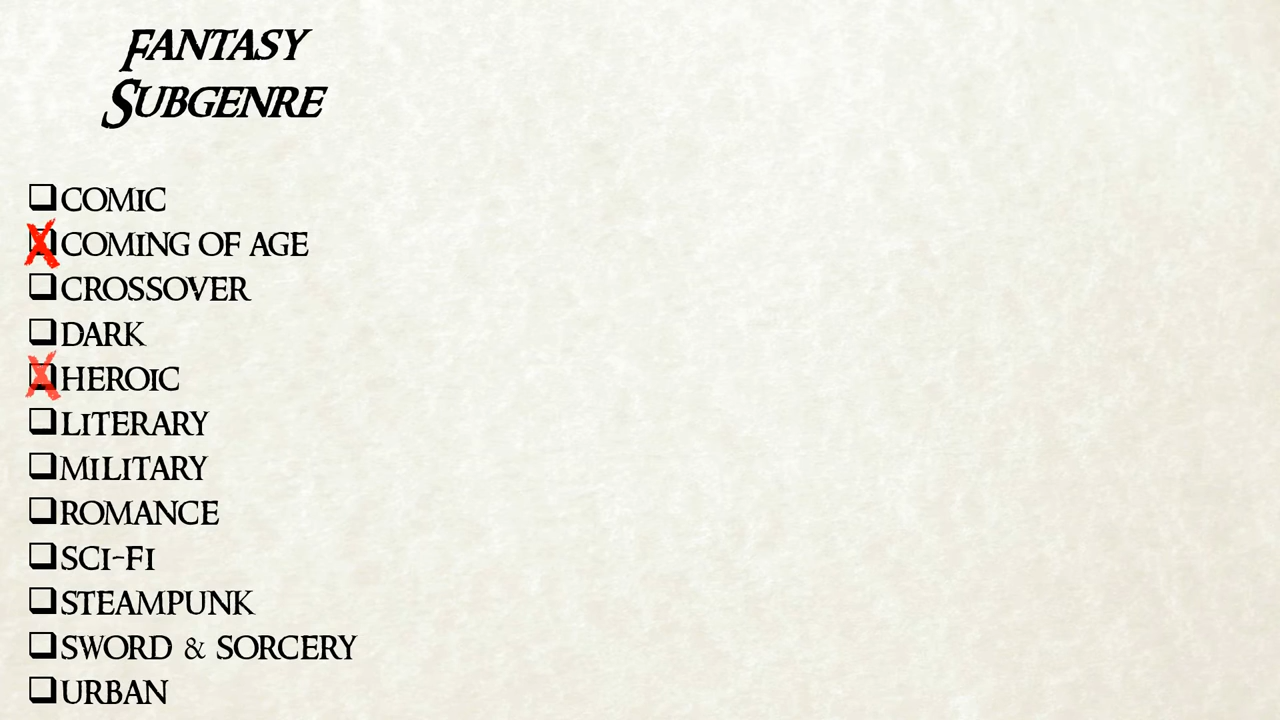 FANTASY
SUBGENRE
COMIC
COMING OF AGE
CROSSOVER
DARK
HEROIC
LITERARY
MILITARY
ROMANCE
SCI-FI
STEAMPUNK
SWORD & SORCERY
URBAN